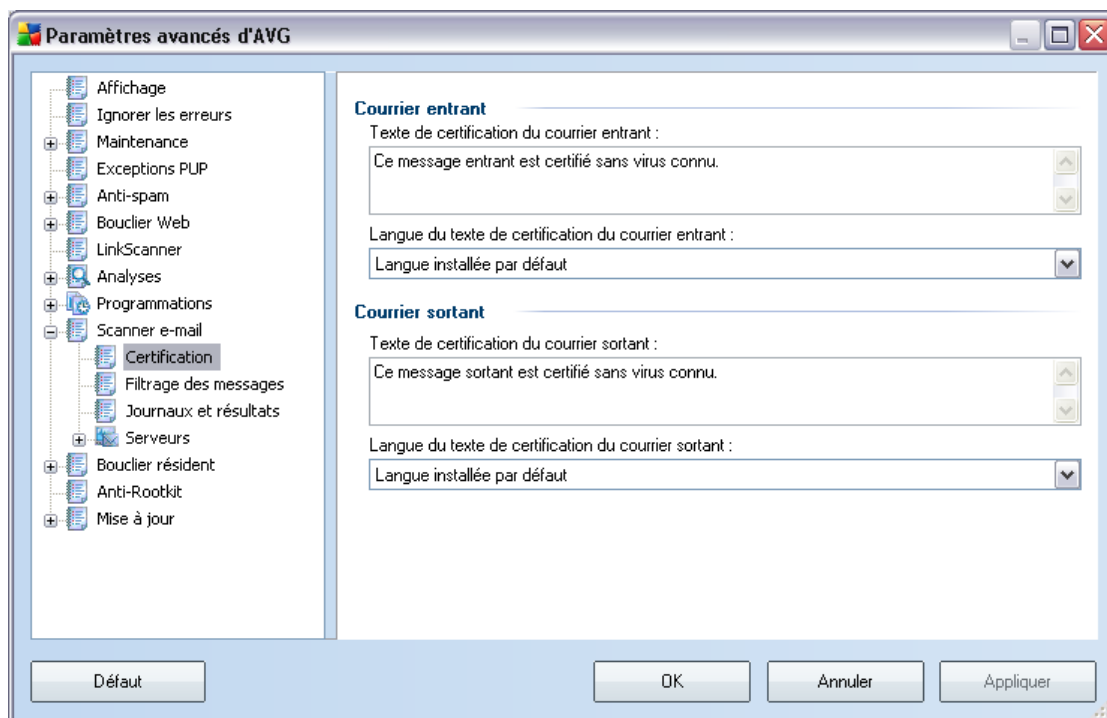 Paramètres avancés d'AVG
Affichage
Ignorer les erreurs
Maintenance
Exceptions PUP
Anti-spam
Bouclier Web
LinkScanner
Analyses
Programmations
Scanner e-mail
Certification
Filtrage des messages
Journaux et résultats
Serveurs
Bouclier résident
Anti-Rootkit
Mise à jour
Courrier entrant
Texte de certification du courrier entrant :
Ce message entrant est certifié sans virus connu.
Langue du texte de certification du courrier entrant :
Langue installée par défaut
Courrier sortant
Texte de certification du courrier sortant :
Ce message sortant est certifié sans virus connu.
Langue du texte de certification du courrier sortant :
Langue installée par défaut
Défaut
OK
Annuler
Appliquer